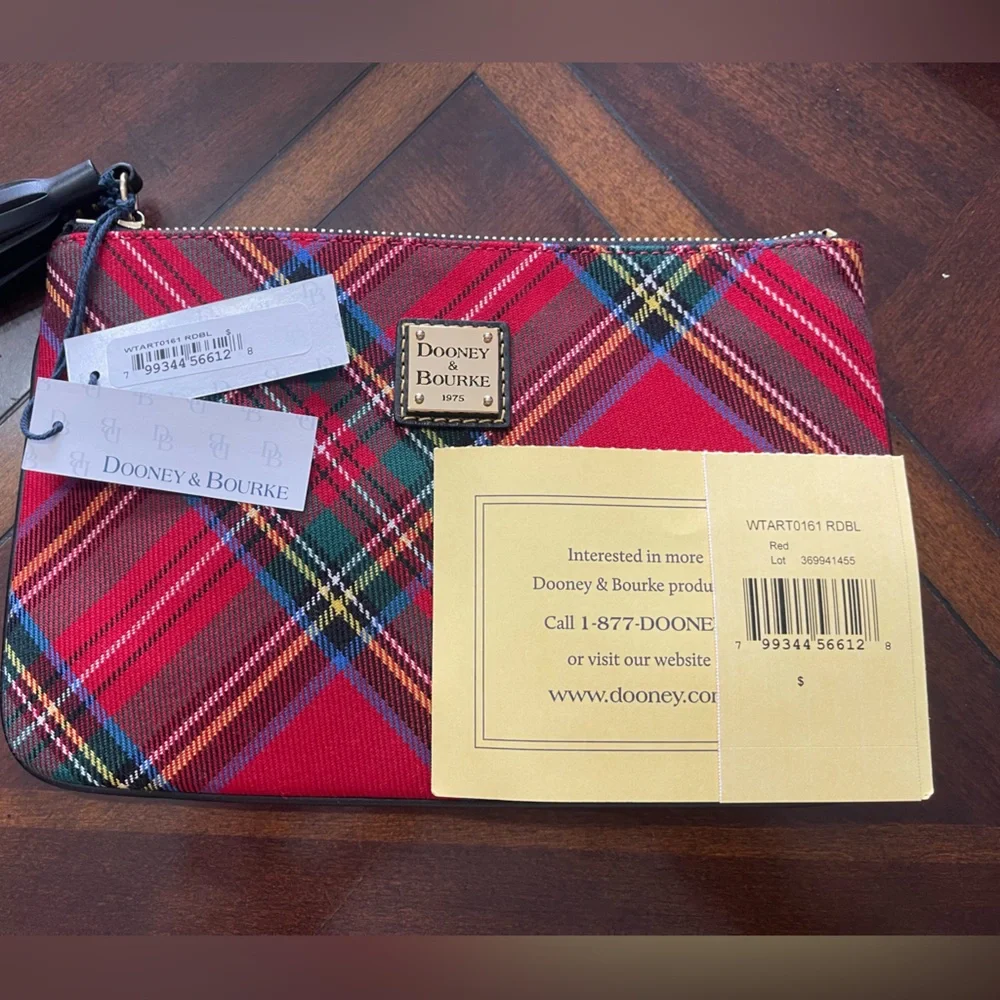 WTART0161 RDBL $
7 99344 56612 8
DOONEY & BOURKE
DOONEY
&
BOURKE
1975
Interested in more
Dooney & Bourke produ
Call 1-877-DOONE
or visit our website
www.dooney.co
WTART0161 RDBL
Red
Lot 369941455
7 99344 56612 8
$